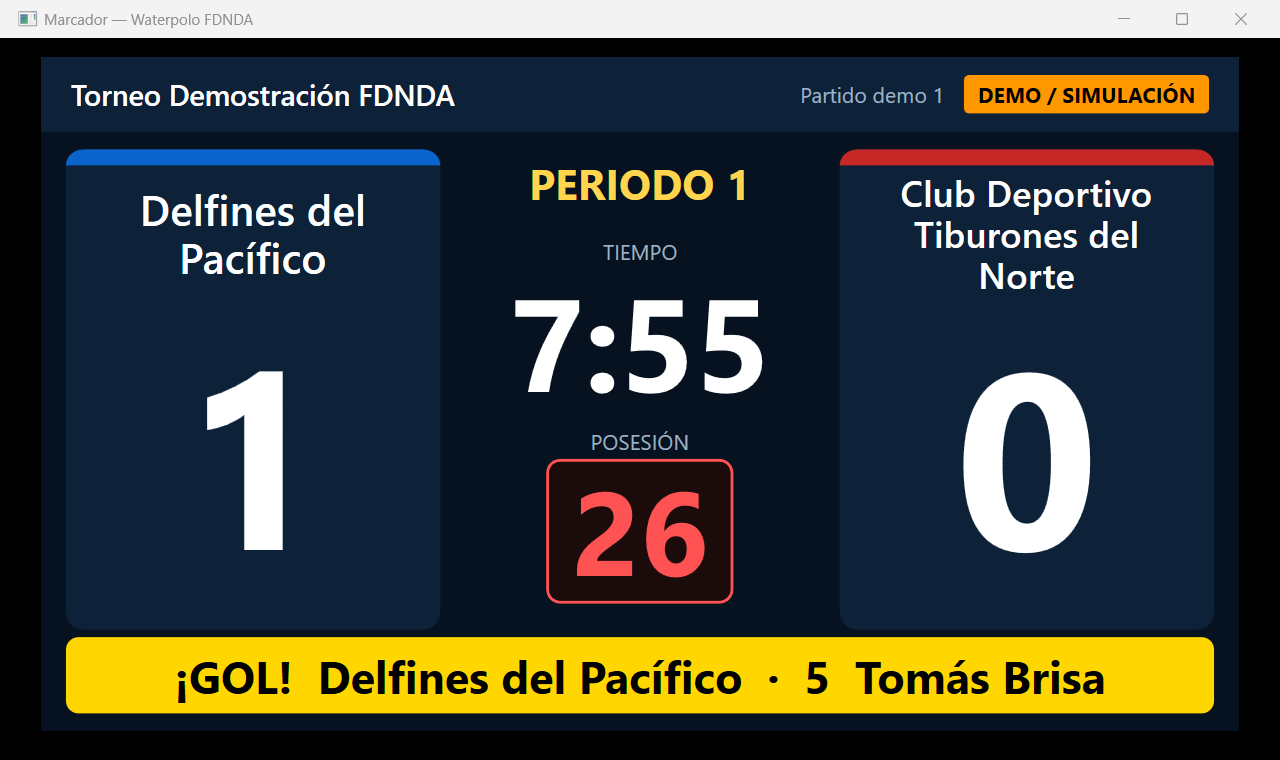 Marcador — Waterpolo FDNDA
Torneo Demostración FDNDA
Partido demo 1
DEMO / SIMULACIÓN
Delfines del
Pacífico
1
PERIODO 1
TIEMPO
7:55
POSESIÓN
26
Club Deportivo
Tiburones del
Norte
0
¡GOL! Delfines del Pacífico · 5 Tomás Brisa